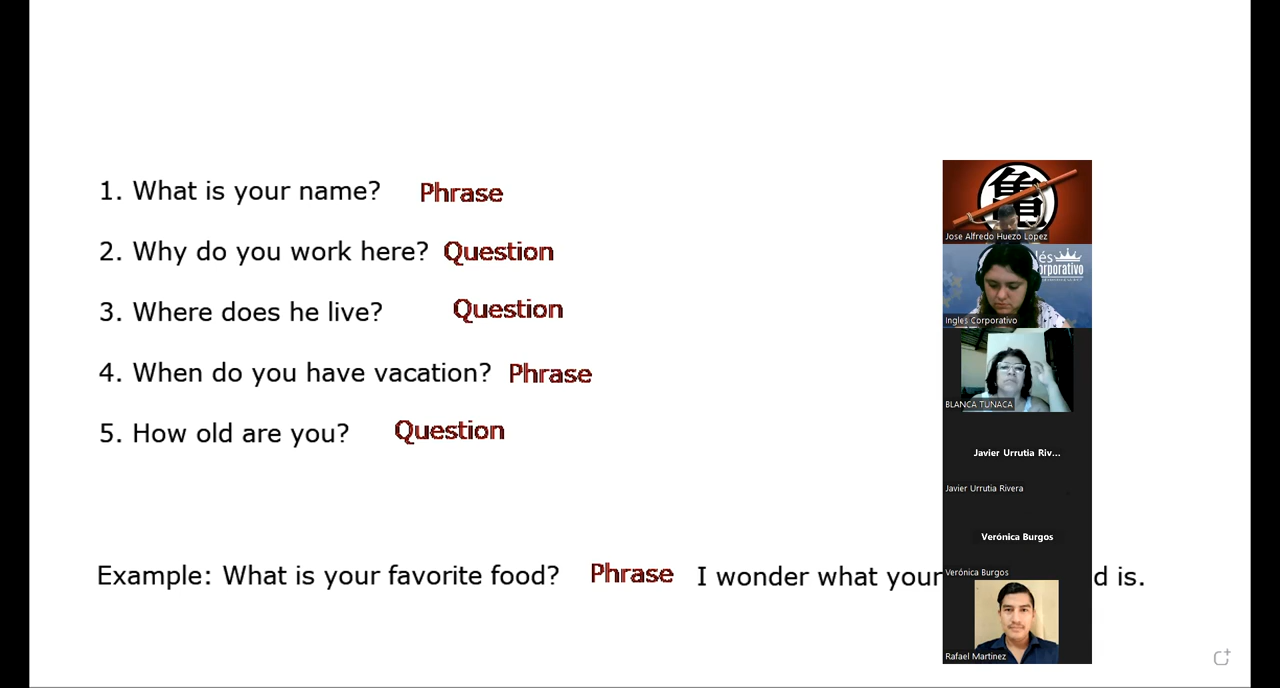 1. What is your name? Phrase
2. Why do you work here? Question
3. Where does he live? Question
4. When do you have vacation? Phrase
5. How old are you? Question
Example: What is your favorite food? Phrase I wonder what your d is.
亀
Jose Alfredo Huezo Lopez
lés
orporativo
Ingles Corporativo
BLANCA TUNACA
Javier Urrutia Riv...
Javier Urrutia Rivera
Verónica Burgos
Verónica Burgos
Rafael Martinez